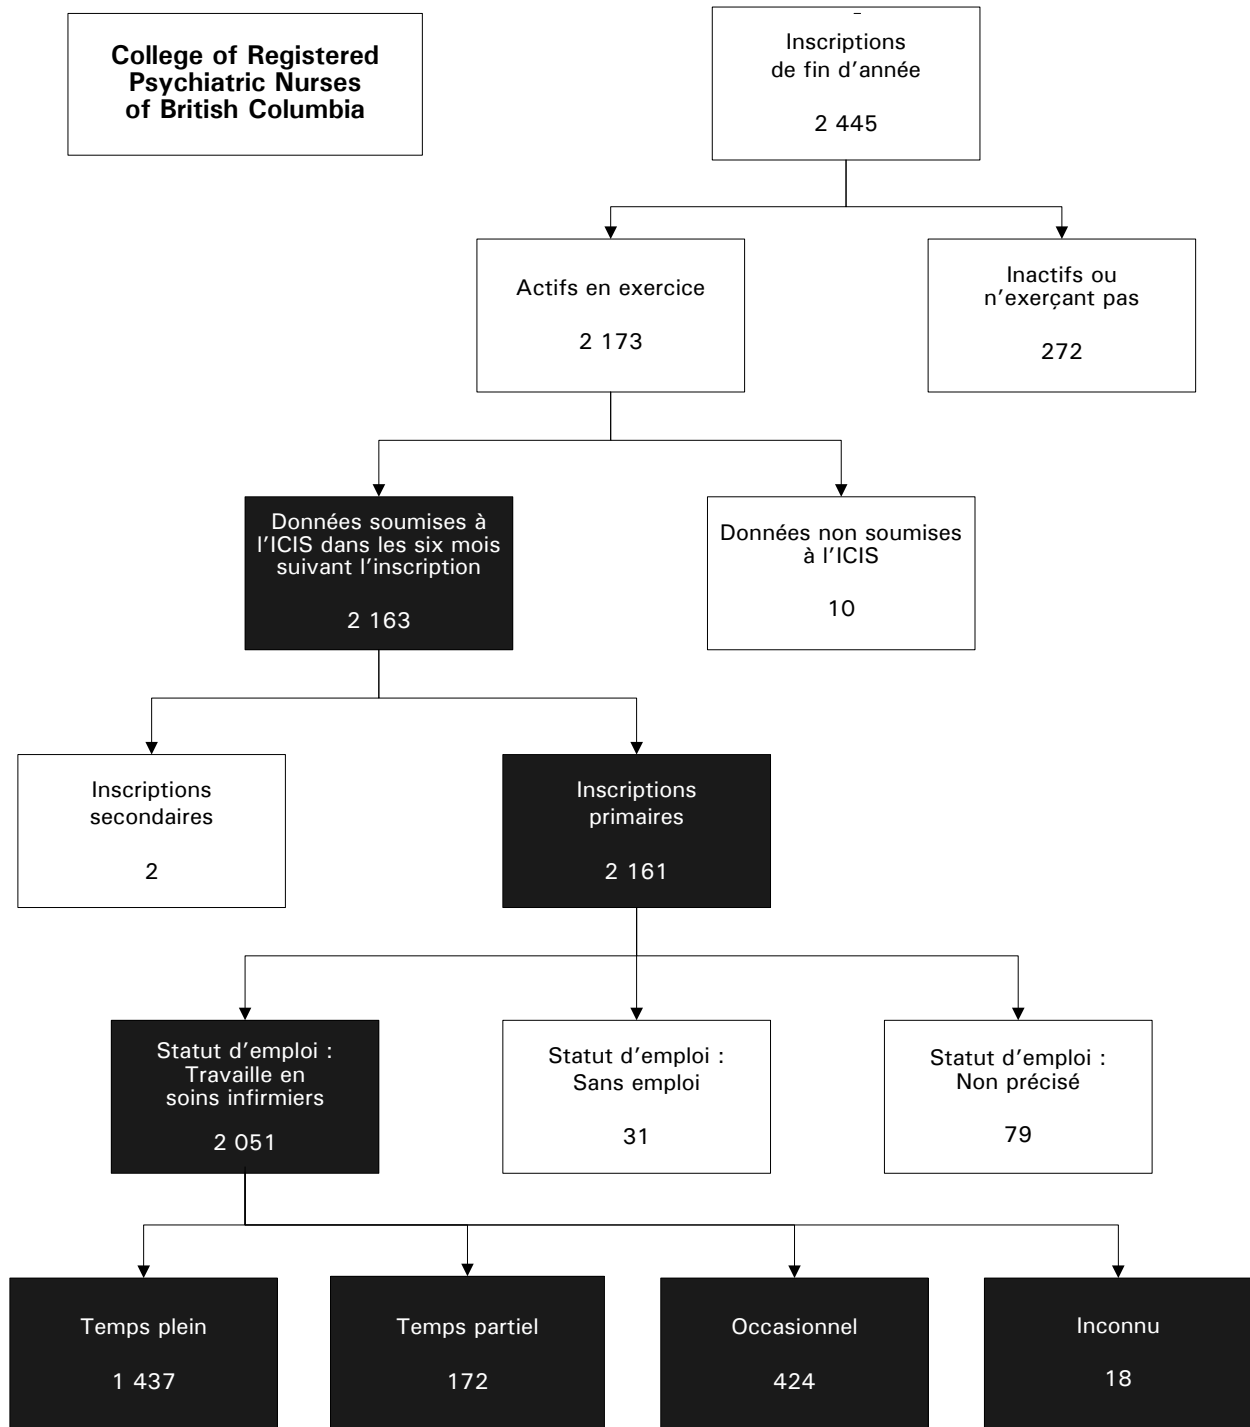 College of Registered
Psychiatric Nurses
of British Columbia
Inscriptions
de fin d'année
2 445
Actifs en exercice
2 173
Inactifs ou
n'exerçant pas
272
Données soumises à
l'ICIS dans les six mois
suivant l'inscription
2 163
Données non soumises
à l'ICIS
10
Inscriptions
secondaires
2
Inscriptions
primaires
2 161
Statut d'emploi :
Travaille en
soins infirmiers
2 051
Statut d'emploi :
Sans emploi
31
Statut d'emploi :
Non précisé
79
Temps plein
1 437
Temps partiel
172
Occasionnel
424
Inconnu
18